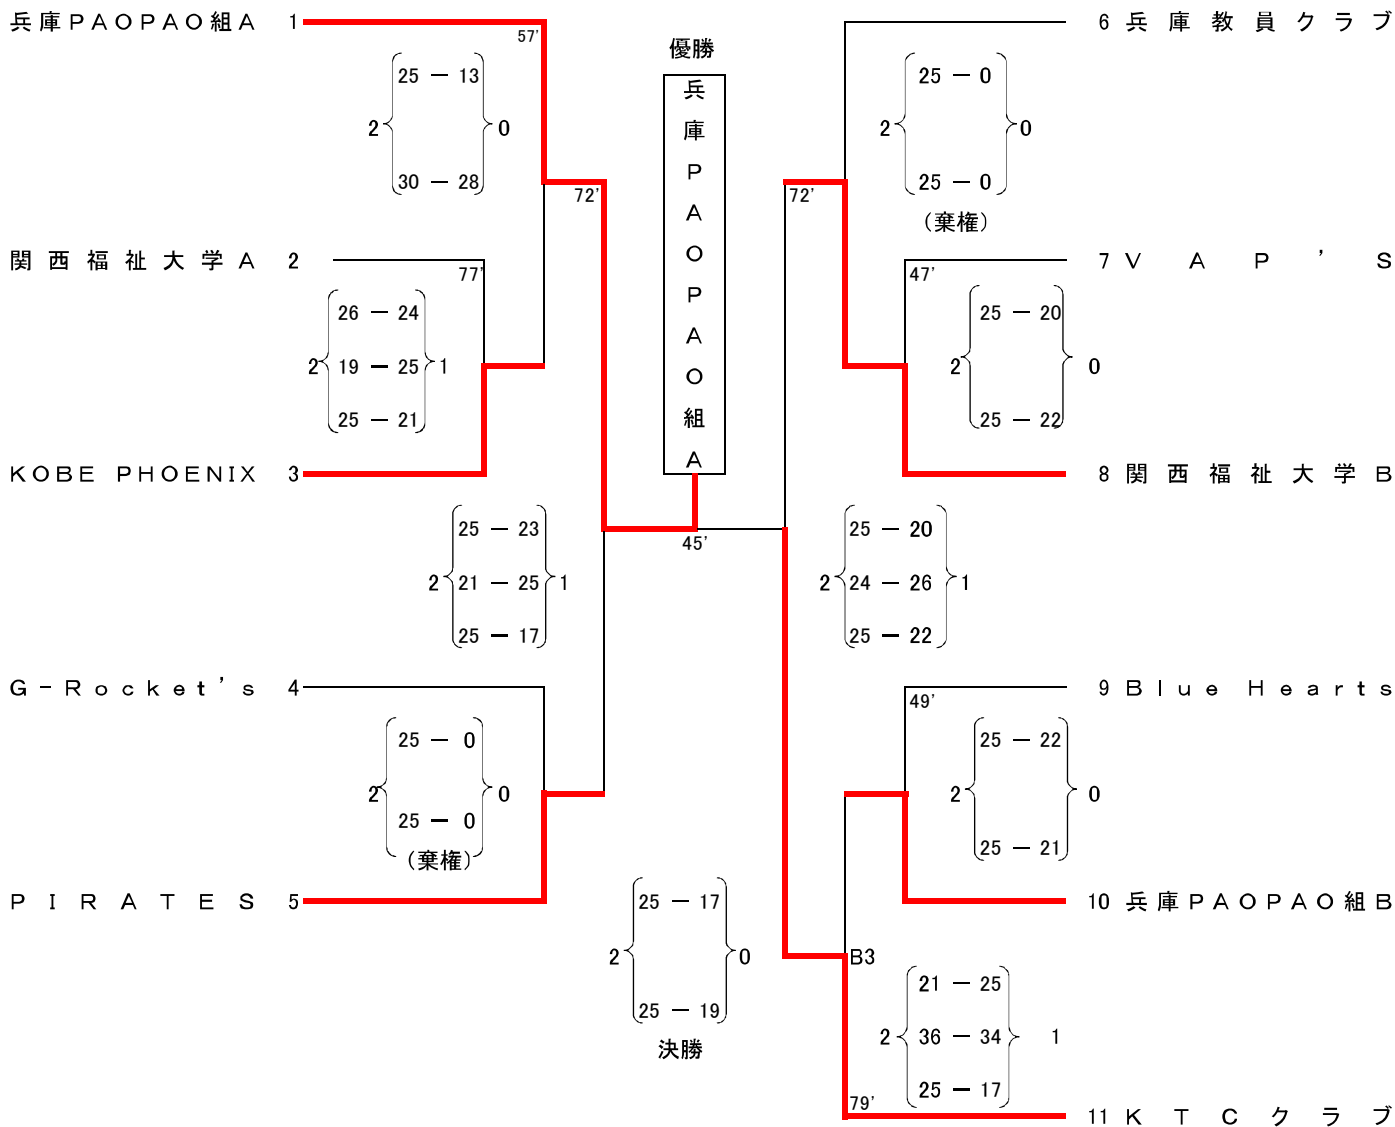 兵庫PAOPAO組A 1
57'
25 － 13
2 0
30 － 28
72'
関西福祉大学A 2
77'
26 － 24
2 19 － 25 1
25 － 21
KOBE PHOENIX 3
25 － 23
2 21 － 25 1
25 － 17
G－Rocket's 4
25 － 0
2 0
25 － 0
(棄権)
PIRATES 5
優勝
兵庫PAOPAO組A
45'
25 － 17
2 0
25 － 19
決勝
6 兵庫教員クラブ
25 － 0
2 0
25 － 0
(棄権)
72'
7 VAP'S
47'
25 － 20
2 0
25 － 22
8 関西福祉大学B
25 － 20
2 24 － 26 1
25 － 22
9 Blue Hearts
49'
25 － 22
2 0
25 － 21
10 兵庫PAOPAO組B
B3
21 － 25
2 36 － 34 1
25 － 17
79'
11 KTCクラブ